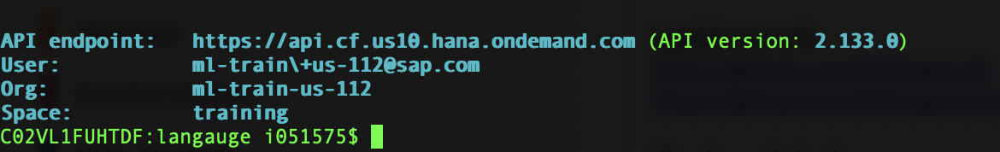 API endpoint: https://api.cf.us10.hana.ondemand.com (API version: 2.133.0)
User: ml-train\+us-112@sap.com
Org: ml-train-us-112
Space: training
C02VL1FUHTDF:langauge i051575$